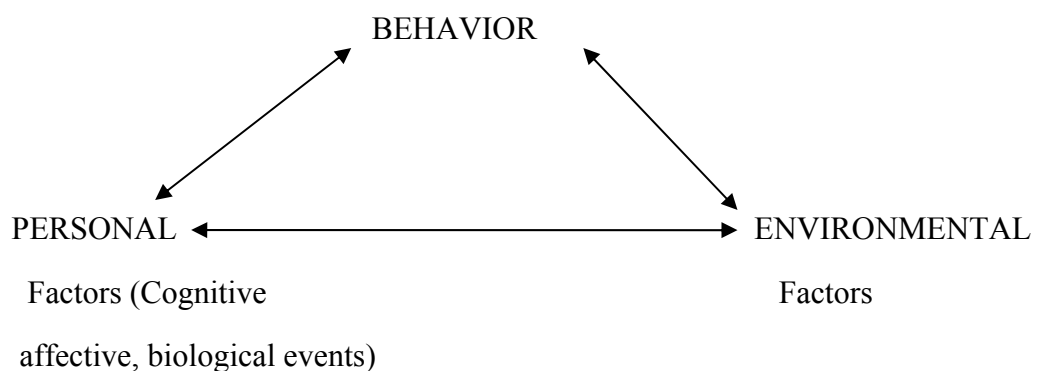 BEHAVIOR
PERSONAL ENVIRONMENTAL
Factors (Cognitive Factors
affective, biological events)